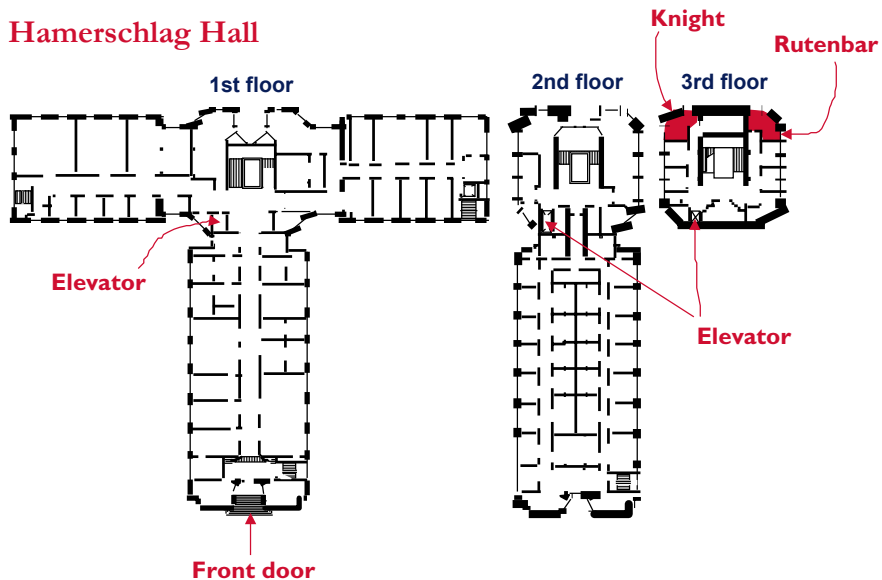 Hamerschlag Hall
Knight
Rutenbar
1st floor
2nd floor
3rd floor
Elevator
Elevator
Front door